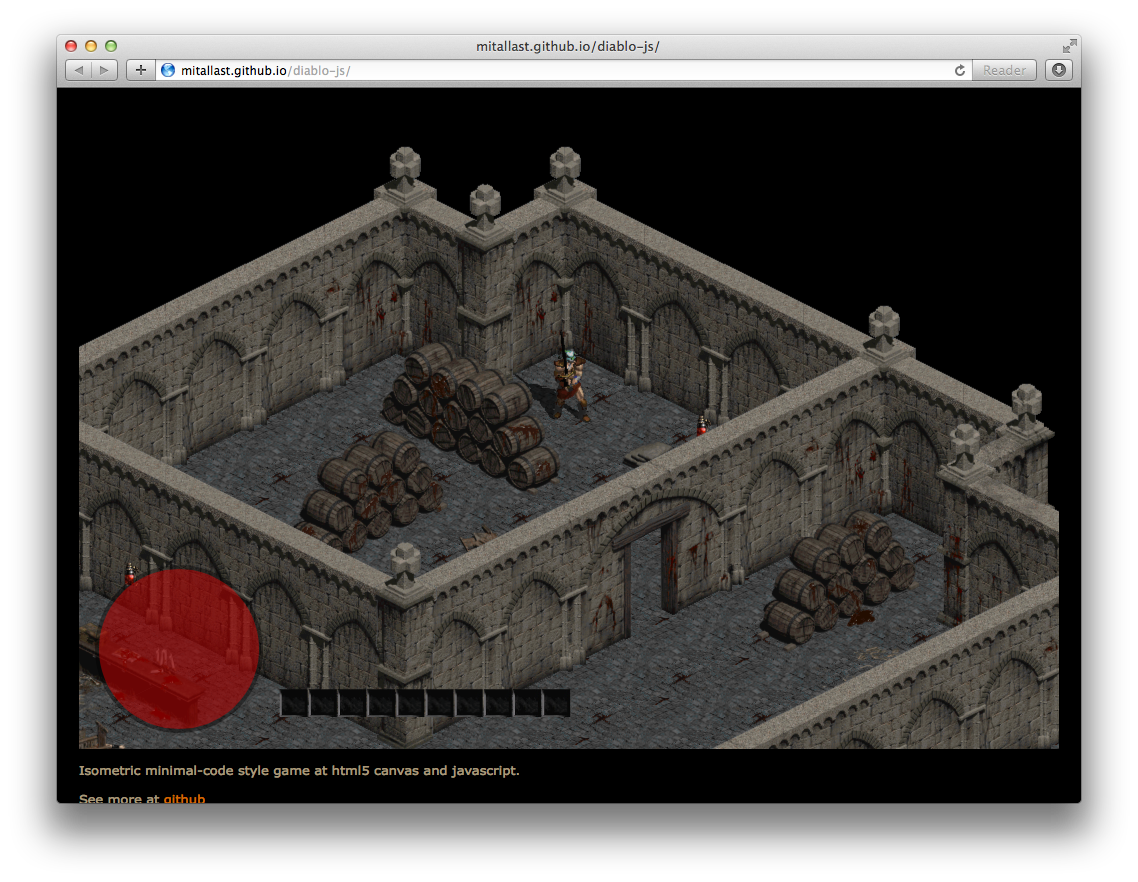 mitallast.github.io/diablo-js/
mitallast.github.io/diablo-js/
Reader
Isometric minimal-code style game at html5 canvas and javascript.
See more at github